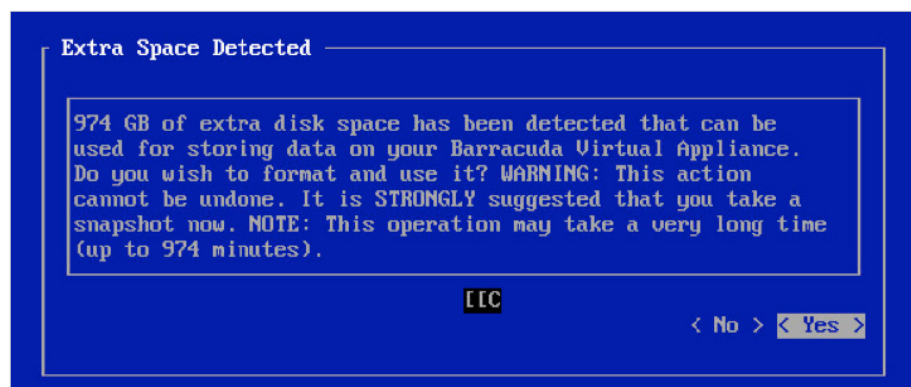 Extra Space Detected
974 GB of extra disk space has been detected that can be
used for storing data on your Barracuda Virtual Appliance.
Do you wish to format and use it? WARNING: This action
cannot be undone. It is STRONGLY suggested that you take a
snapshot now. NOTE: This operation may take a very long time
(up to 974 minutes).
[[C
< No > < Yes >